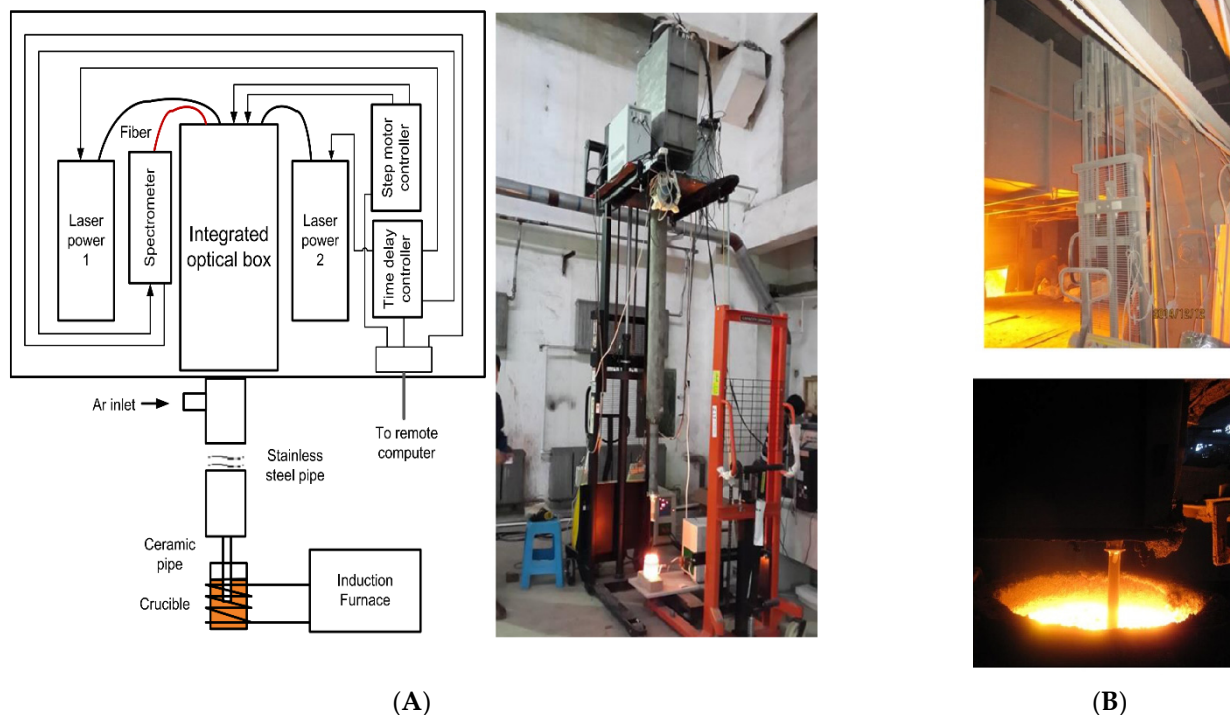 Fiber
Laser
power
1
Spectrometer
Integrated
optical box
Laser
power
2
Step motor
controller
Time delay
controller
Ar inlet
To remote
computer
Stainless
steel pipe
Ceramic
pipe
Crucible
Induction
Furnace
(A)
(B)